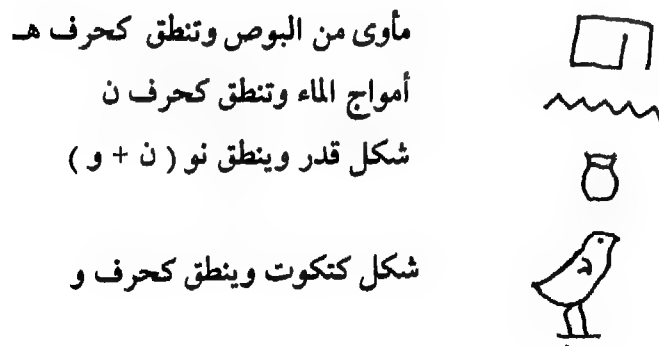 مأوى من البوص وتنطق كحرف هـ
أمواج الماء وتنطق كحرف ن
شكل قدر وينطق نو ( ن + و )
شكل كتكوت وينطق كحرف و